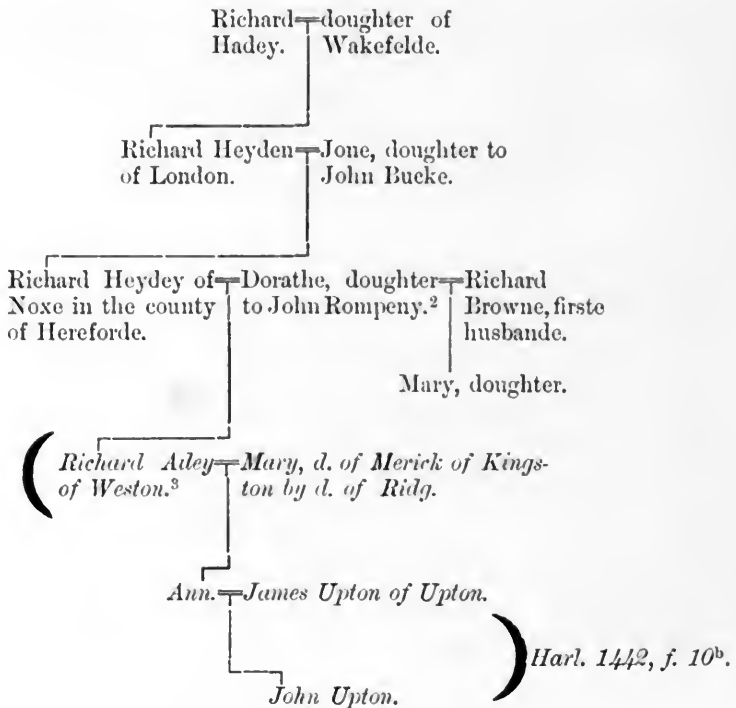 Richard doughter of
Hadey. Wakefelde.
Richard Heyden Jone, doughter to
of London. John Bucke.
Richard Heydey of Dorathe, doughter Richard
Noxe in the county to John Rompeny.² Browne, firste
of Hereforde. husbande.
Mary, doughter.
Richard Adey Mary, d. of Merick of Kings-
of Weston.³ ton by d. of Ridg.
Ann. James Upton of Upton.
Harl. 1442, f. 10ᵇ.
John Upton.